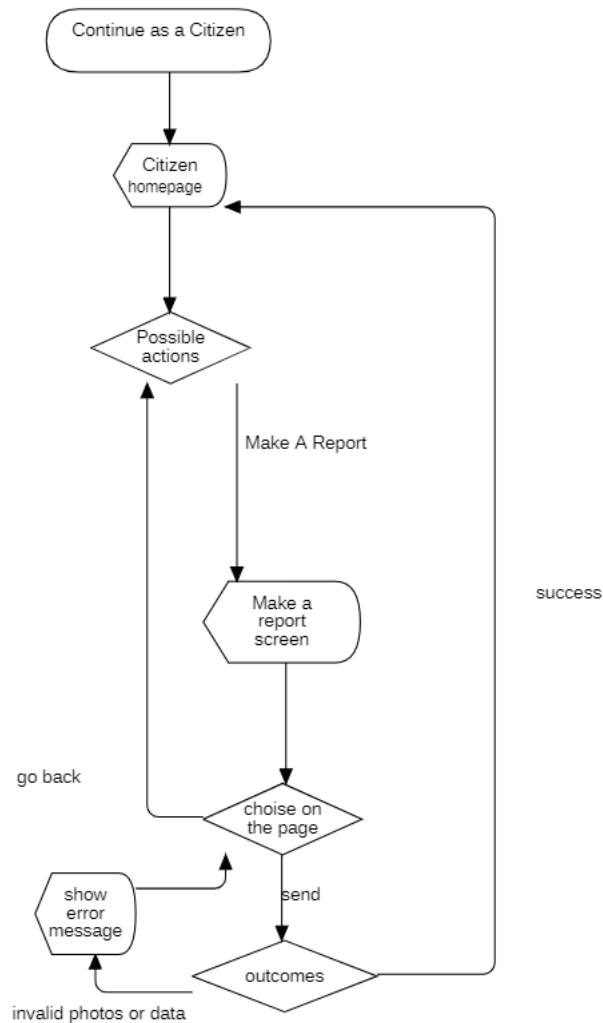 Continue as a Citizen
Citizen
homepage
Possible
actions
Make A Report
success
Make a
report
screen
go back
choise on
the page
send
show
error
message
outcomes
invalid photos or data